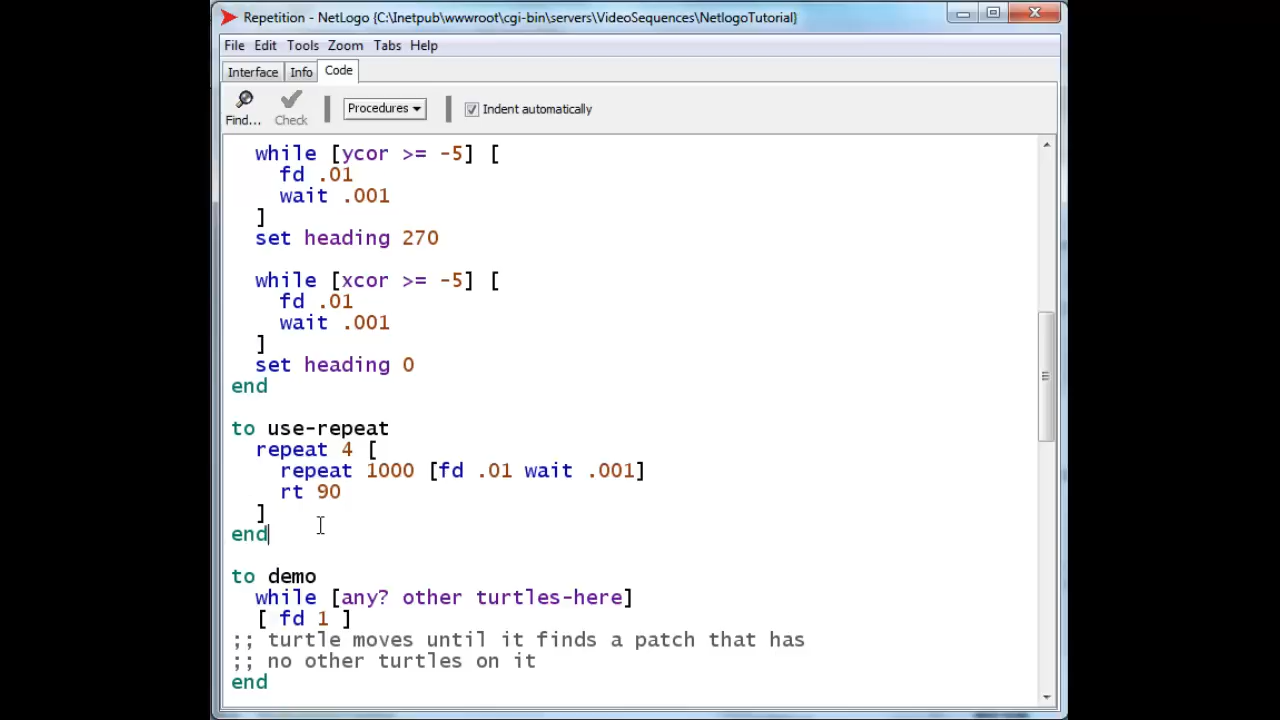 Repetition - NetLogo {C:\Inetpub\wwwroot\cgi-bin\servers\VideoSequences\NetlogoTutorial}
File Edit Tools Zoom Tabs Help
Interface Info Code
Find... Check Procedures Indent automatically
while [ycor >= -5] [
fd .01
wait .001
]
set heading 270
while [xcor >= -5] [
fd .01
wait .001
]
set heading 0
end
to use-repeat
repeat 4 [
repeat 1000 [fd .01 wait .001]
rt 90
]
end
to demo
while [any? other turtles-here]
[ fd 1 ]
;; turtle moves until it finds a patch that has
;; no other turtles on it
end